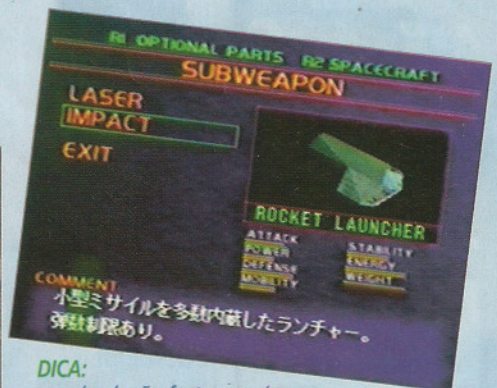 R1 OPTIONAL PARTS R2 SPACECRAFT
SUBWEAPON
LASER
IMPACT
EXIT
ROCKET LAUNCHER
ATTACK STABILITY
POWER ENERGY
DEFENSE WEIGHT
MOBILITY
COMMENT
小型ミサイルを多数内蔵したランチャー。
弾数制限あり。
DICA: